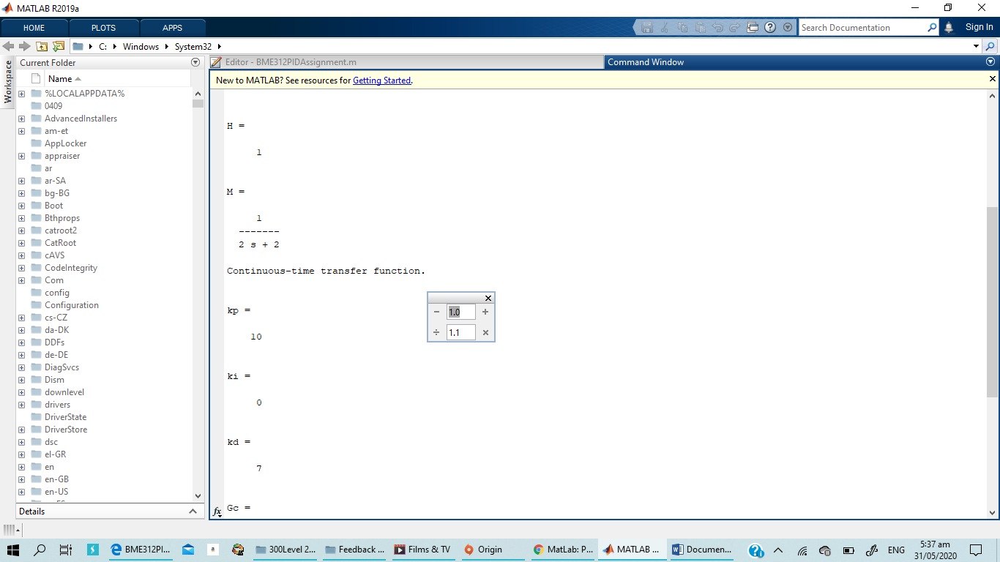 MATLAB R2019a
HOME PLOTS APPS Search Documentation Sign In
C: Windows System32
Workspace
Current Folder
Name
%LOCALAPPDATA%
0409
AdvancedInstallers
am-et
AppLocker
appraiser
ar
ar-SA
bg-BG
Boot
Bthprops
catroot2
CatRoot
cAVS
CodeIntegrity
Com
config
Configuration
cs-CZ
da-DK
DDFs
de-DE
DiagSvcs
Dism
downlevel
drivers
DriverState
DriverStore
dsc
el-GR
en
en-GB
en-US
Details
Editor - BME312PIDAssignment.m
Command Window
New to MATLAB? See resources for Getting Started.
H =
1
M =
1
-------
2 s + 2
Continuous-time transfer function.
kp =
10
ki =
0
kd =
7
Gc =
fx
− 1.0 +
÷ 1.1 ×
BME312PI... a 300Level 2... Feedback ... Films & TV Origin MatLab: P... MATLAB ... Documen... ENG 5:37 am
31/05/2020